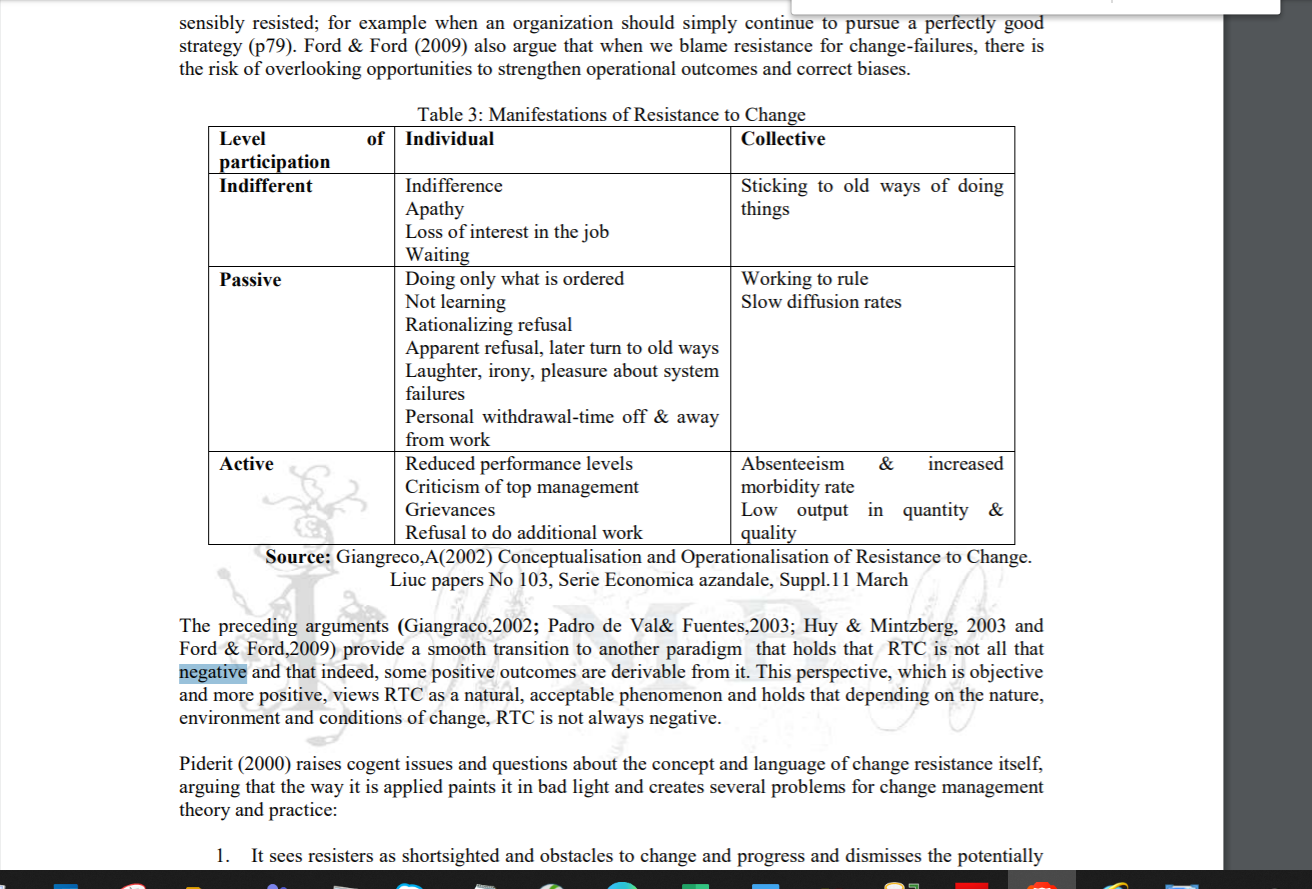 sensibly resisted; for example when an organization should simply continue to pursue a perfectly good
strategy (p79). Ford & Ford (2009) also argue that when we blame resistance for change-failures, there is
the risk of overlooking opportunities to strengthen operational outcomes and correct biases.
Table 3: Manifestations of Resistance to Change
Level of participation
Individual
Collective
Indifferent
Indifference
Apathy
Loss of interest in the job
Waiting
Sticking to old ways of doing
things
Passive
Doing only what is ordered
Not learning
Rationalizing refusal
Apparent refusal, later turn to old ways
Laughter, irony, pleasure about system
failures
Personal withdrawal-time off & away
from work
Working to rule
Slow diffusion rates
Active
Reduced performance levels
Criticism of top management
Grievances
Refusal to do additional work
Absenteeism & increased
morbidity rate
Low output in quantity &
quality
Source: Giangreco,A(2002) Conceptualisation and Operationalisation of Resistance to Change.
Liuc papers No 103, Serie Economica azandale, Suppl.11 March
The preceding arguments (Giangraco,2002; Padro de Val& Fuentes,2003; Huy & Mintzberg, 2003 and
Ford & Ford,2009) provide a smooth transition to another paradigm that holds that RTC is not all that
negative and that indeed, some positive outcomes are derivable from it. This perspective, which is objective
and more positive, views RTC as a natural, acceptable phenomenon and holds that depending on the nature,
environment and conditions of change, RTC is not always negative.
Piderit (2000) raises cogent issues and questions about the concept and language of change resistance itself,
arguing that the way it is applied paints it in bad light and creates several problems for change management
theory and practice:
1. It sees resisters as shortsighted and obstacles to change and progress and dismisses the potentially